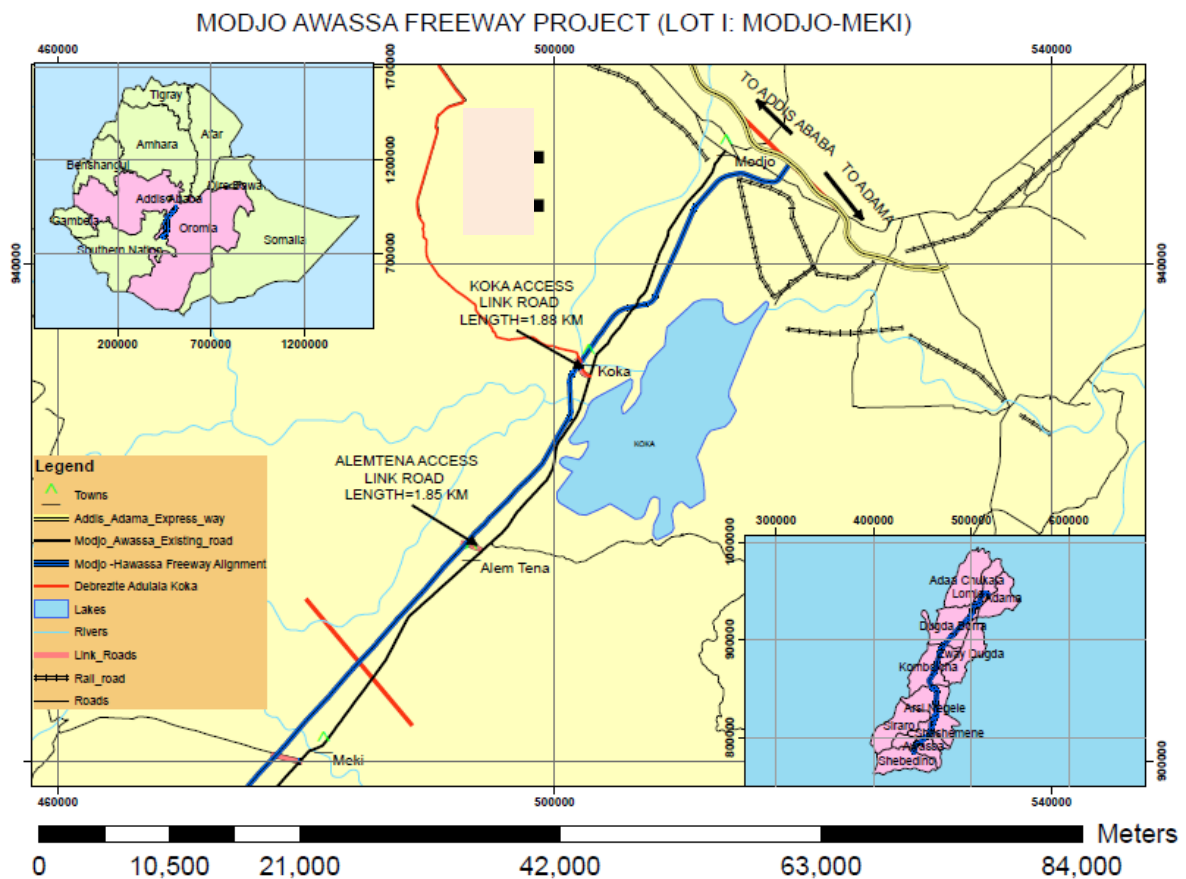 MODJO AWASSA FREEWAY PROJECT (LOT I: MODJO-MEKI)
460000
500000
540000
1700000
1200000
700000
940000
940000
Tigray
Afar
Amhara
Benshangul
Dire Dawa
Addis Ababa
Gambela
Oromia
Southern Nation
Somalia
200000
700000
1200000
TO ADDIS ABABA
TO ADAMA
Modjo
KOKA ACCESS
LINK ROAD
LENGTH=1.88 KM
Koka
KOKA
ALEMTENA ACCESS
LINK ROAD
LENGTH=1.85 KM
Alem Tena
Meki
Legend
Towns
Addis_Adama_Express_way
Modjo_Awassa_Existing_road
Modjo -Hawassa Freeway Alignment
Debrezite Adulala Koka
Lakes
Rivers
Link_Roads
Rail_road
Roads
300000
400000
500000
600000
1000000
900000
800000
Adaa Chukala
Lome
Adama
Dugda Bora
Zway Dugda
Kombolcha
Arsi Negele
Siraro
Shashemene
Awassa
Shebedino
900000
460000
500000
540000
Meters
0
10,500
21,000
42,000
63,000
84,000